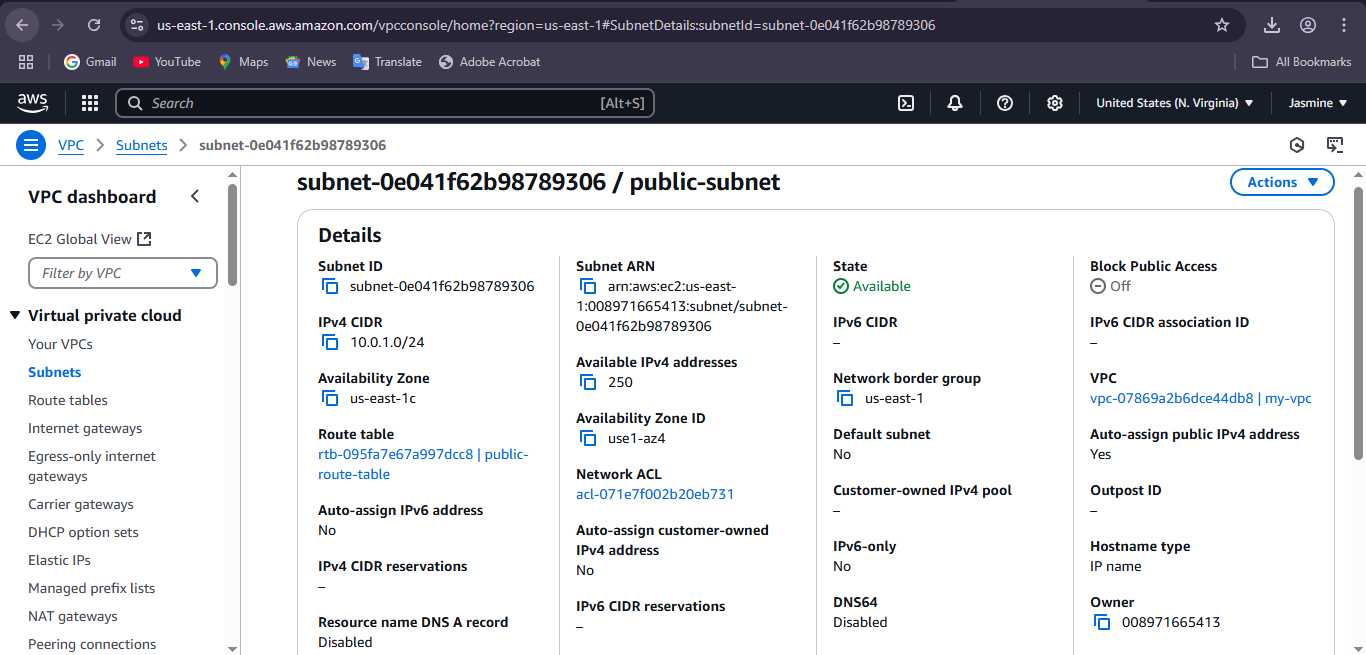 us-east-1.console.aws.amazon.com/vpcconsole/home?region=us-east-1#SubnetDetails:subnetId=subnet-0e041f62b98789306
Gmail YouTube Maps News Translate Adobe Acrobat All Bookmarks
aws Search [Alt+S] United States (N. Virginia) Jasmine
VPC Subnets subnet-0e041f62b98789306
VPC dashboard
EC2 Global View
Filter by VPC
Virtual private cloud
Your VPCs
Subnets
Route tables
Internet gateways
Egress-only internet
gateways
Carrier gateways
DHCP option sets
Elastic IPs
Managed prefix lists
NAT gateways
Peering connections
subnet-0e041f62b98789306 / public-subnet
Actions
Details
Subnet ID
subnet-0e041f62b98789306
IPv4 CIDR
10.0.1.0/24
Availability Zone
us-east-1c
Route table
rtb-095fa7e67a997dcc8 | public-
route-table
Auto-assign IPv6 address
No
IPv4 CIDR reservations
–
Resource name DNS A record
Disabled
Subnet ARN
arn:aws:ec2:us-east-
1:008971665413:subnet/subnet-
0e041f62b98789306
Available IPv4 addresses
250
Availability Zone ID
use1-az4
Network ACL
acl-071e7f002b20eb731
Auto-assign customer-owned
IPv4 address
No
IPv6 CIDR reservations
–
State
Available
IPv6 CIDR
–
Network border group
us-east-1
Default subnet
No
Customer-owned IPv4 pool
–
IPv6-only
No
DNS64
Disabled
Block Public Access
Off
IPv6 CIDR association ID
–
VPC
vpc-07869a2b6dce44db8 | my-vpc
Auto-assign public IPv4 address
Yes
Outpost ID
–
Hostname type
IP name
Owner
008971665413